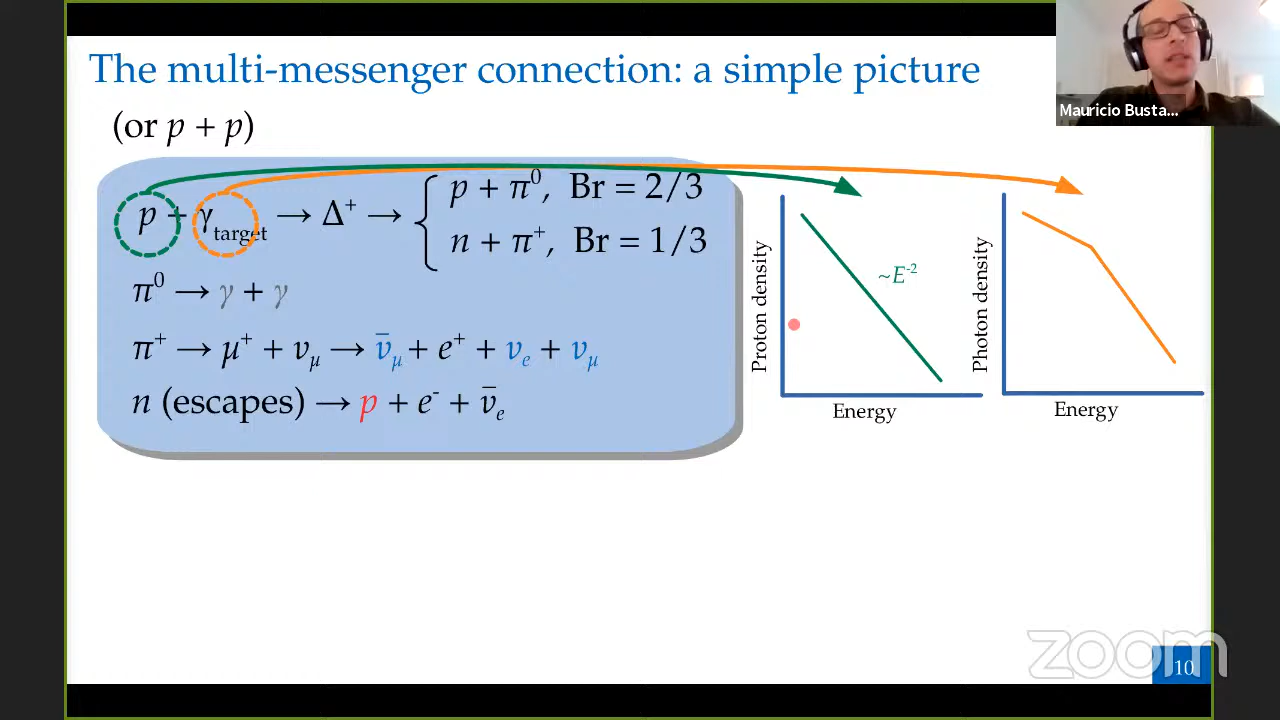 The multi-messenger connection: a simple picture
Mauricio Busta...
(or p + p)
p + γtarget → Δ⁺ → { p + π⁰, Br = 2/3
n + π⁺, Br = 1/3
π⁰ → γ + γ
π⁺ → μ⁺ + νμ → ν̄μ + e⁺ + νe + νμ
n (escapes) → p + e⁻ + ν̄e
Proton density
~E⁻²
Energy
Photon density
Energy
zoom
10